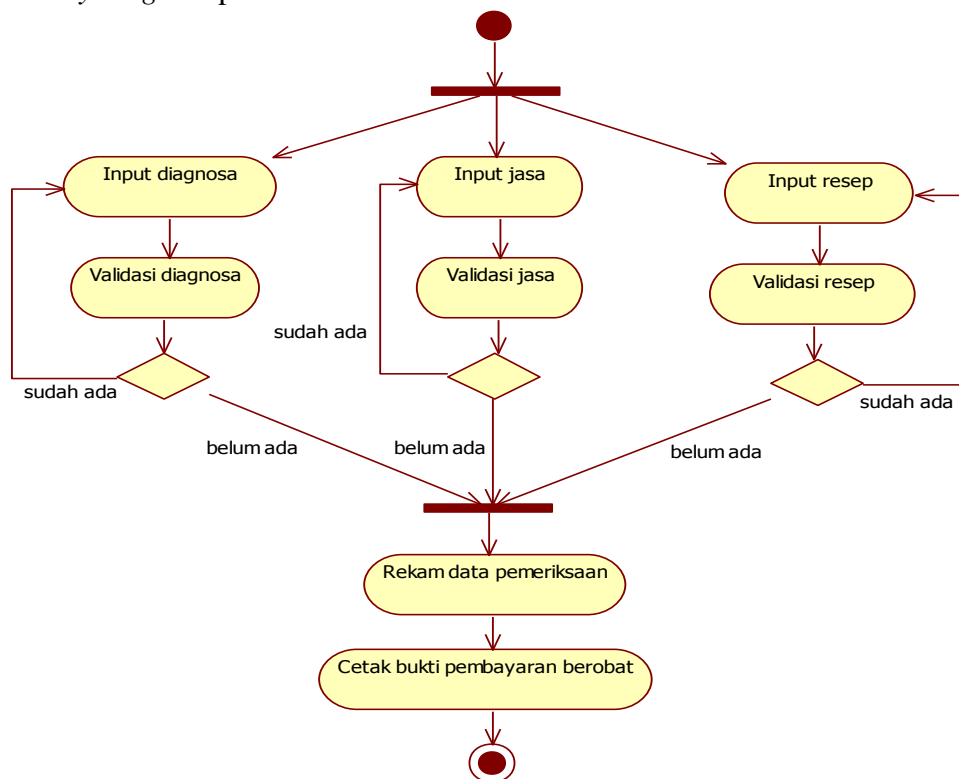 Input diagnosa
Input jasa
Input resep
Validasi diagnosa
Validasi jasa
Validasi resep
sudah ada
sudah ada
sudah ada
belum ada
belum ada
belum ada
Rekam data pemeriksaan
Cetak bukti pembayaran berobat